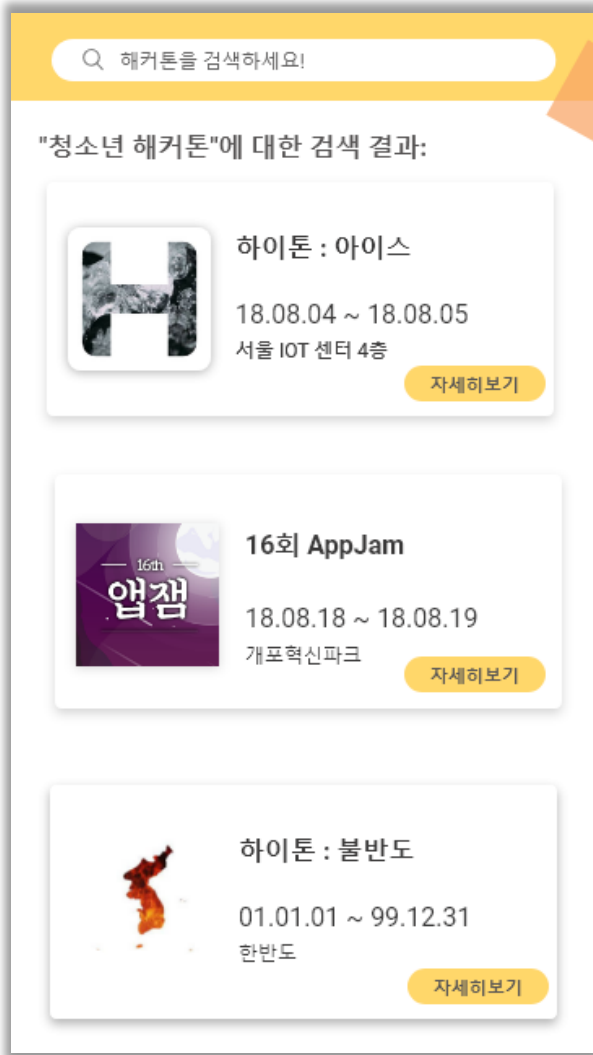 해커톤을 검색하세요!
"청소년 해커톤"에 대한 검색 결과:
하이톤 : 아이스
18.08.04 ~ 18.08.05
서울 IOT 센터 4층
자세히보기
16th
앱잼
16회 AppJam
18.08.18 ~ 18.08.19
개포혁신파크
자세히보기
하이톤 : 불반도
01.01.01 ~ 99.12.31
한반도
자세히보기